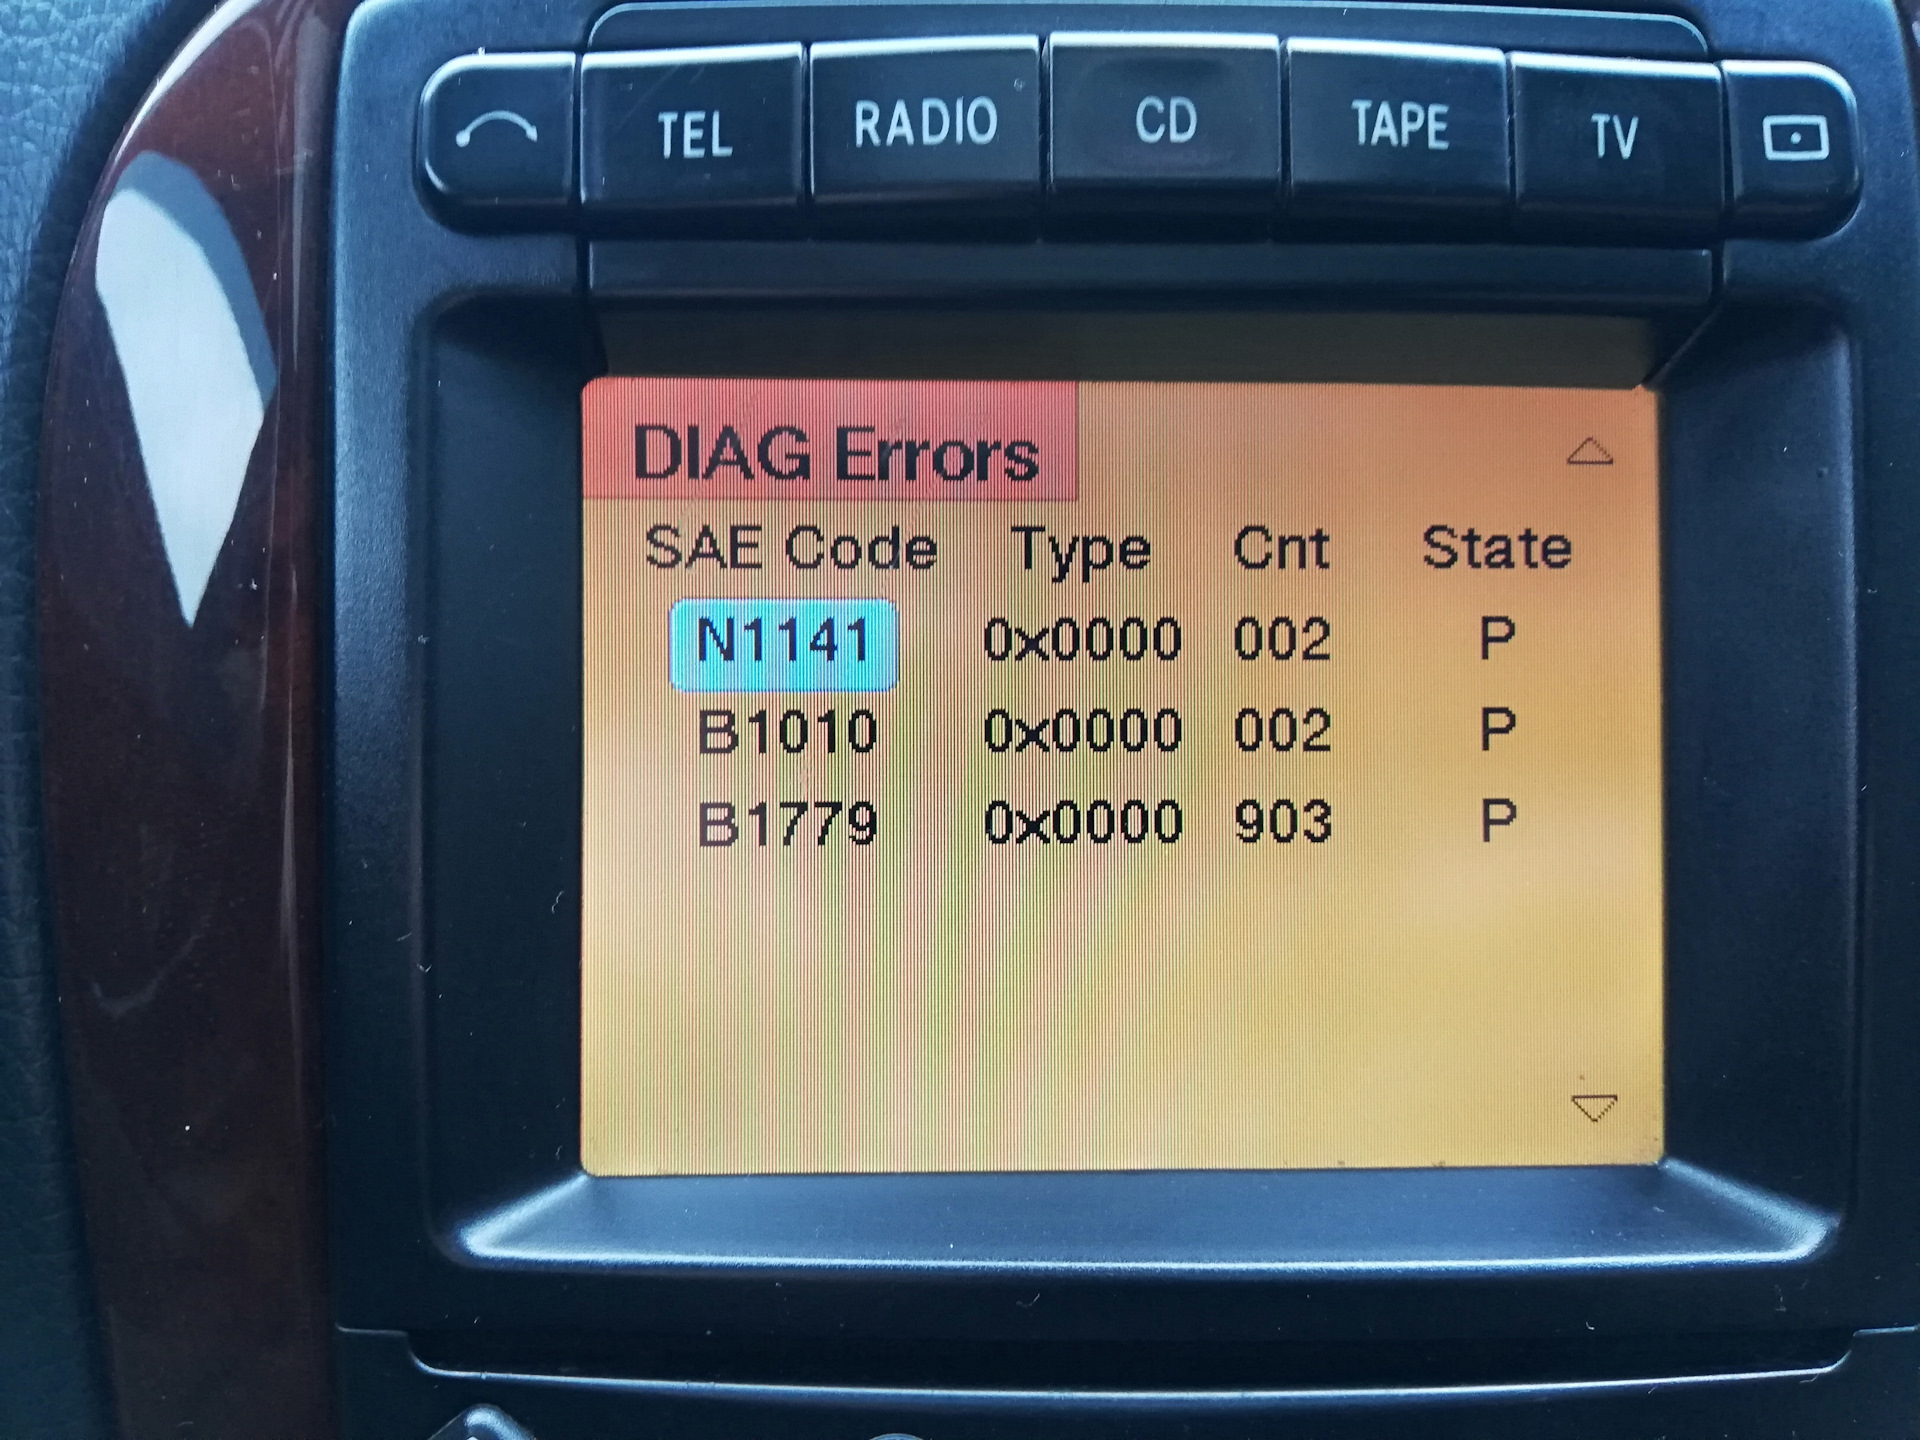 TEL RADIO CD TAPE TV
DIAG Errors
SAE Code Type Cnt State
N1141 0x0000 002 P
B1010 0x0000 002 P
B1779 0x0000 903 P